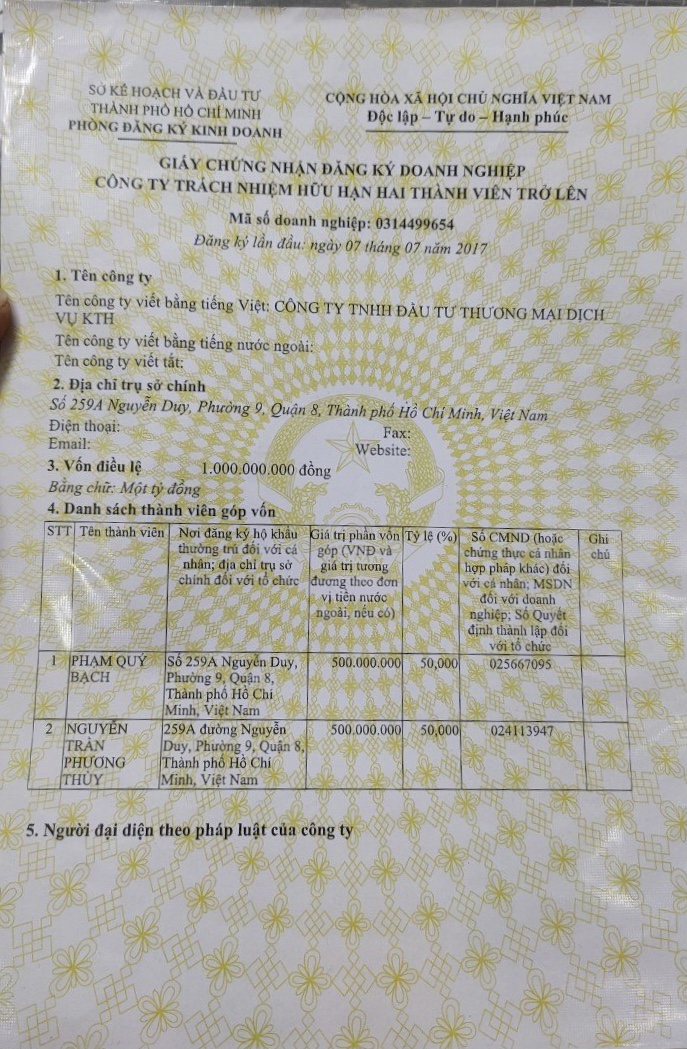 SỞ KẾ HOẠCH VÀ ĐẦU TƯ
THÀNH PHỐ HỒ CHÍ MINH
PHÒNG ĐĂNG KÝ KINH DOANH
CỘNG HÒA XÃ HỘI CHỦ NGHĨA VIỆT NAM
Độc lập – Tự do – Hạnh phúc
GIẤY CHỨNG NHẬN ĐĂNG KÝ DOANH NGHIỆP
CÔNG TY TRÁCH NHIỆM HỮU HẠN HAI THÀNH VIÊN TRỞ LÊN
Mã số doanh nghiệp: 0314499654
Đăng ký lần đầu: ngày 07 tháng 07 năm 2017
1. Tên công ty
Tên công ty viết bằng tiếng Việt: CÔNG TY TNHH ĐẦU TƯ THƯƠNG MẠI DỊCH
VỤ KTH
Tên công ty viết bằng tiếng nước ngoài:
Tên công ty viết tắt:
2. Địa chỉ trụ sở chính
Số 259A Nguyễn Duy, Phường 9, Quận 8, Thành phố Hồ Chí Minh, Việt Nam
Điện thoại: Fax:
Email: Website:
3. Vốn điều lệ 1.000.000.000 đồng
Bằng chữ: Một tỷ đồng
4. Danh sách thành viên góp vốn
STT
Tên thành viên
Nơi đăng ký hộ khẩu
thường trú đối với cá
nhân; địa chỉ trụ sở
chính đối với tổ chức
Giá trị phần vốn
góp (VNĐ và
giá trị tương
đương theo đơn
vị tiền nước
ngoài, nếu có)
Tỷ lệ (%)
Số CMND (hoặc
chứng thực cá nhân
hợp pháp khác) đối
với cá nhân; MSDN
đối với doanh
nghiệp; Số Quyết
định thành lập đối
với tổ chức
Ghi
chú
1
PHẠM QUÝ
BẠCH
Số 259A Nguyễn Duy,
Phường 9, Quận 8,
Thành phố Hồ Chí
Minh, Việt Nam
500.000.000
50,000
025667095
2
NGUYỄN
TRẦN
PHƯƠNG
THÙY
259A đường Nguyễn
Duy, Phường 9, Quận 8,
Thành phố Hồ Chí
Minh, Việt Nam
500.000.000
50,000
024113947
5. Người đại diện theo pháp luật của công ty